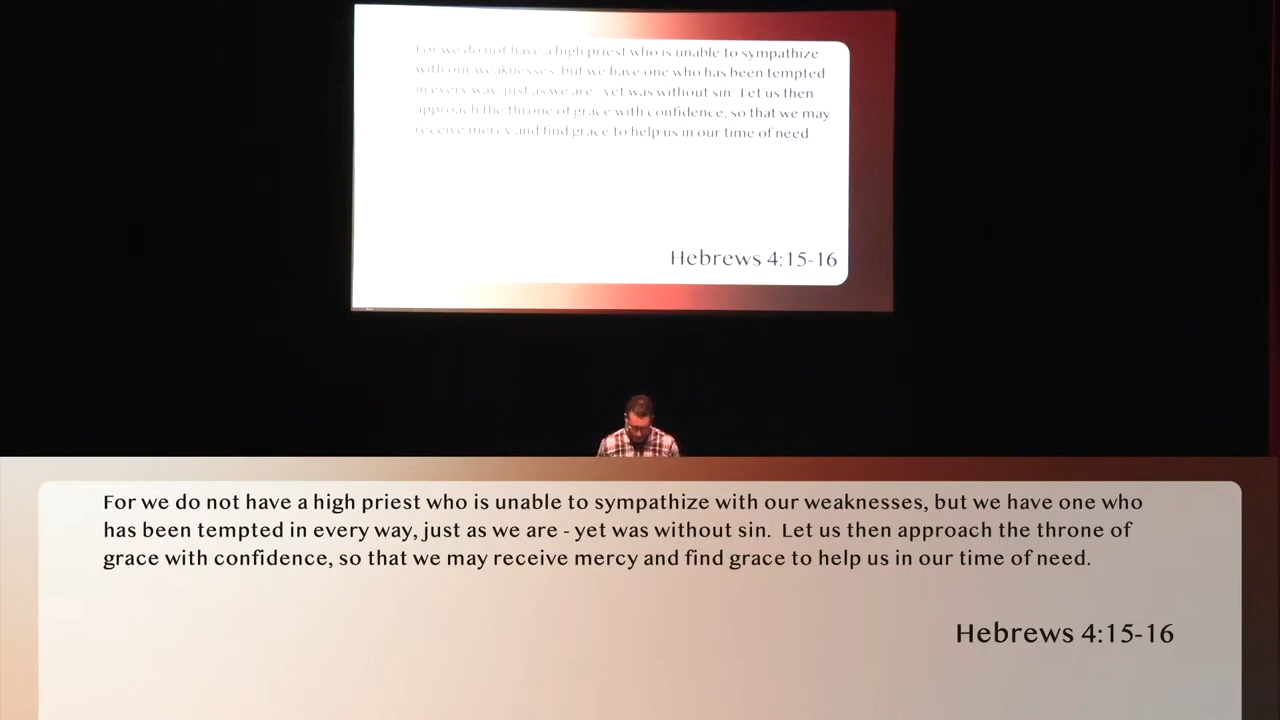 For we do not have a high priest who is unable to sympathize
with our weaknesses, but we have one who has been tempted
in every way, just as we are - yet was without sin.  Let us then
approach the throne of grace with confidence, so that we may
receive mercy and find grace to help us in our time of need.
Hebrews 4:15-16
For we do not have a high priest who is unable to sympathize with our weaknesses, but we have one who
has been tempted in every way, just as we are - yet was without sin.  Let us then approach the throne of
grace with confidence, so that we may receive mercy and find grace to help us in our time of need.
Hebrews 4:15-16